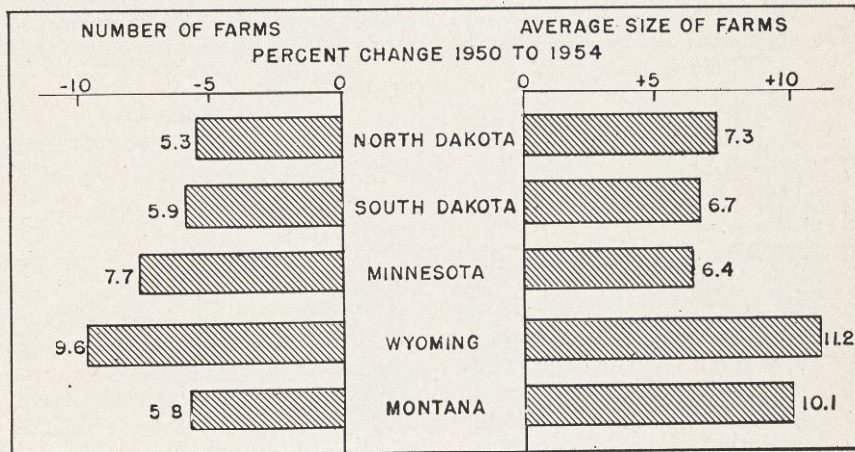 NUMBER OF FARMS AVERAGE SIZE OF FARMS
PERCENT CHANGE 1950 TO 1954
-10 -5 0 0 +5 +10
5.3 NORTH DAKOTA 7.3
5.9 SOUTH DAKOTA 6.7
7.7 MINNESOTA 6.4
9.6 WYOMING 11.2
5 8 MONTANA 10.1